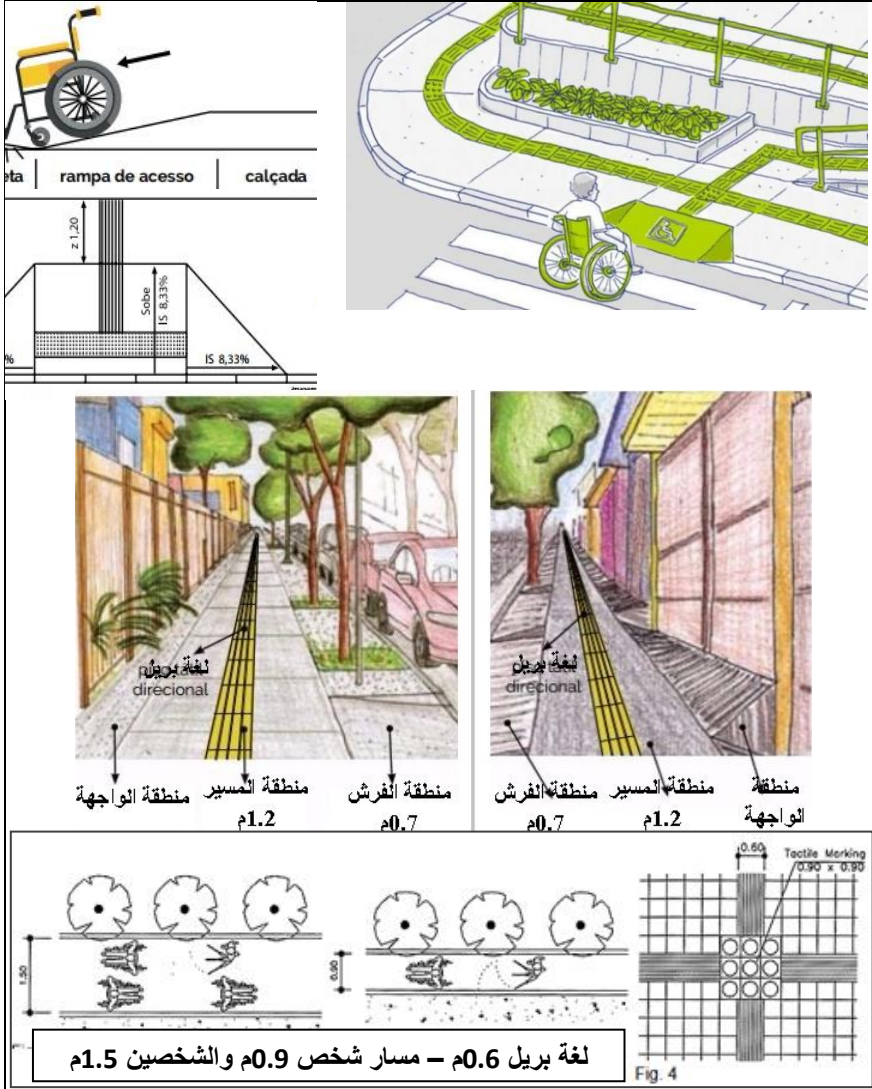 eta
rampa de acesso
calçada
z 1,20
Sobe
IS 8,33%
%
IS 8,33%
لغة بريل
direcional
منطقة الواجهة
منطقة المسير
1.2م
منطقة الفرش
0.7م
لغة بريل
direcional
منطقة الفرش
0.7م
منطقة المسير
1.2م
منطقة
الواجهة
1.50
0.90
0.60
Tactile Marking
0.90 x 0.90
Fig. 4
لغة بريل 0.6م – مسار شخص 0.9م والشخصين 1.5م